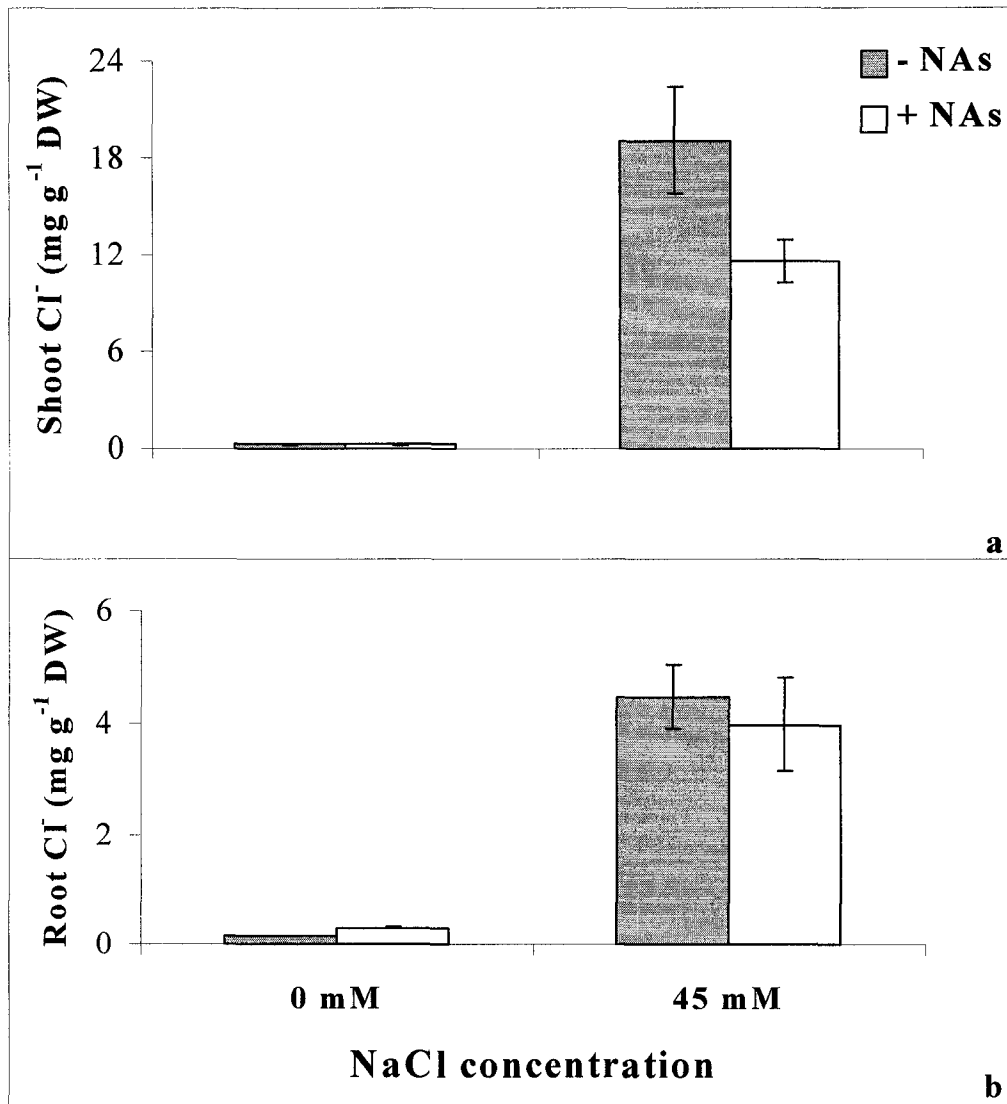 24
18
12
6
0
Shoot Cl⁻ (mg g⁻¹ DW)
- NAs
+ NAs
a
6
4
2
0
Root Cl⁻ (mg g⁻¹ DW)
0 mM
45 mM
NaCl concentration
b